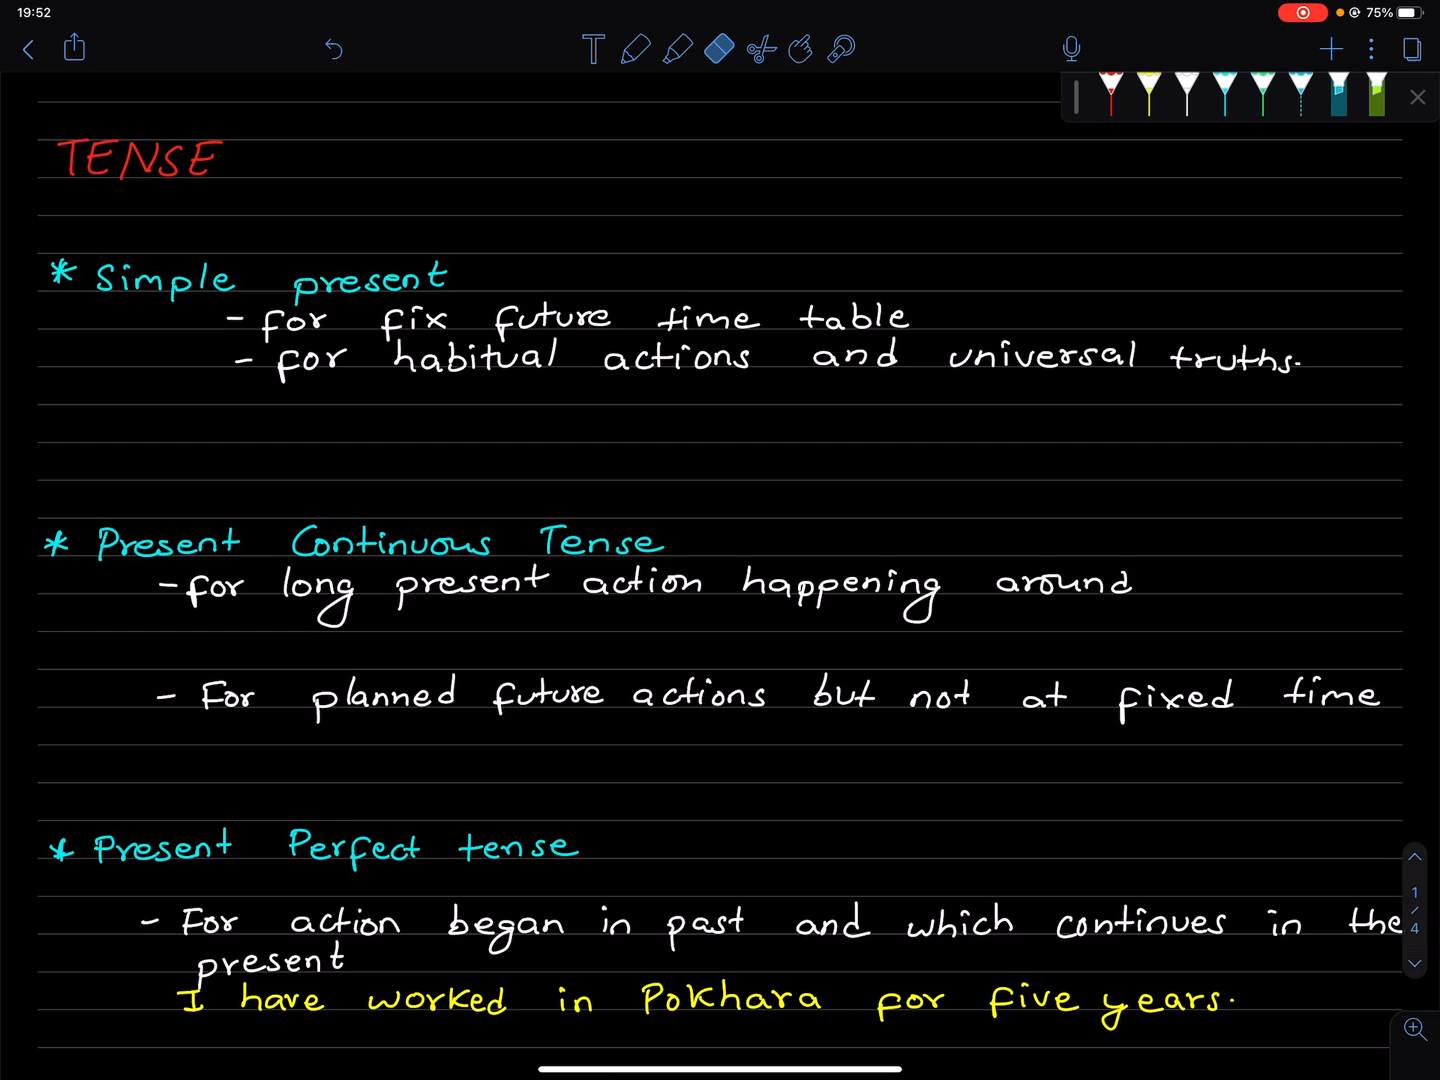 19:52
75%
TENSE
* Simple present
- for fix future time table
- for habitual actions and universal truths.
* Present Continuous Tense
- for long present action happening around
- For planned future actions but not at fixed time
* Present Perfect tense
- For action began in past and which continues in the
present
I have worked in Pokhara for five years.
1
/
4